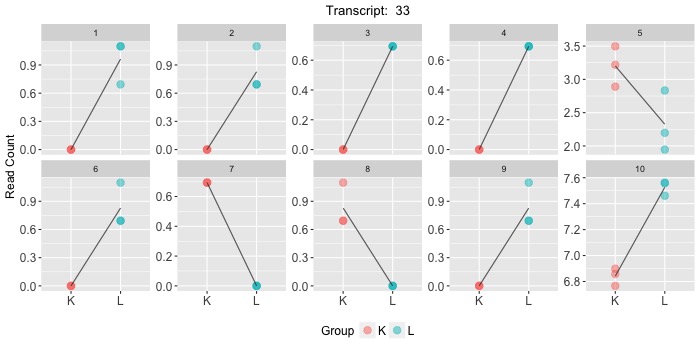 Transcript: 33
1 2 3 4 5
0.9 0.9 0.6 0.6 3.5
0.6 0.6 0.4 0.4 3.0
0.3 0.3 0.2 0.2 2.5
0.0 0.0 0.0 0.0 2.0
Read Count
6 7 8 9 10
0.9 0.6 0.9 0.9 7.6
0.6 0.4 0.6 0.6 7.4
0.3 0.2 0.3 0.3 7.2
7.0
0.0 0.0 0.0 0.0 6.8
K L K L K L K L K L
Group K L